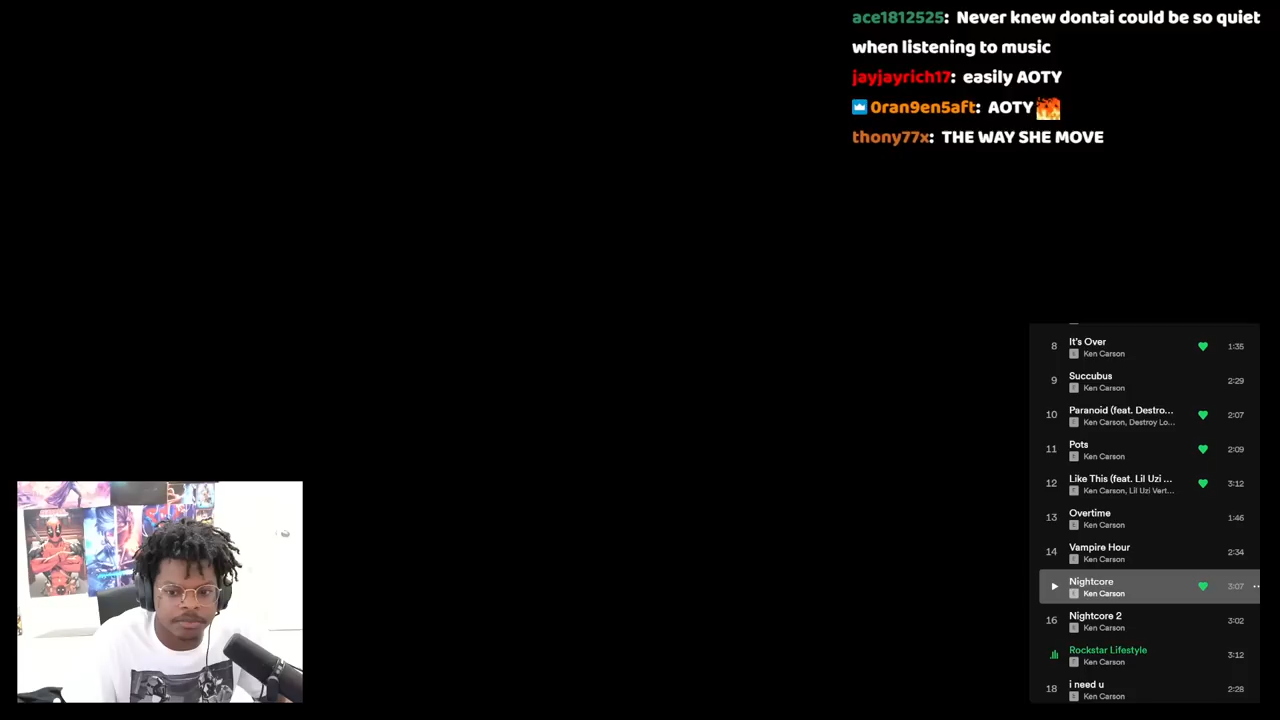 ace1812525: Never knew dontai could be so quiet
when listening to music
jayjayrich17: easily AOTY
0ran9en5aft: AOTY
thony77x: THE WAY SHE MOVE
8 It's Over 1:35
E Ken Carson
9 Succubus 2:29
E Ken Carson
10 Paranoid (feat. Destro... 2:07
E Ken Carson, Destroy Lo...
11 Pots 2:09
E Ken Carson
12 Like This (feat. Lil Uzi ... 3:12
E Ken Carson, Lil Uzi Vert...
13 Overtime 1:46
E Ken Carson
14 Vampire Hour 2:34
E Ken Carson
Nightcore 3:07 ...
E Ken Carson
16 Nightcore 2 3:02
E Ken Carson
Rockstar Lifestyle 3:12
E Ken Carson
18 i need u 2:28
E Ken Carson